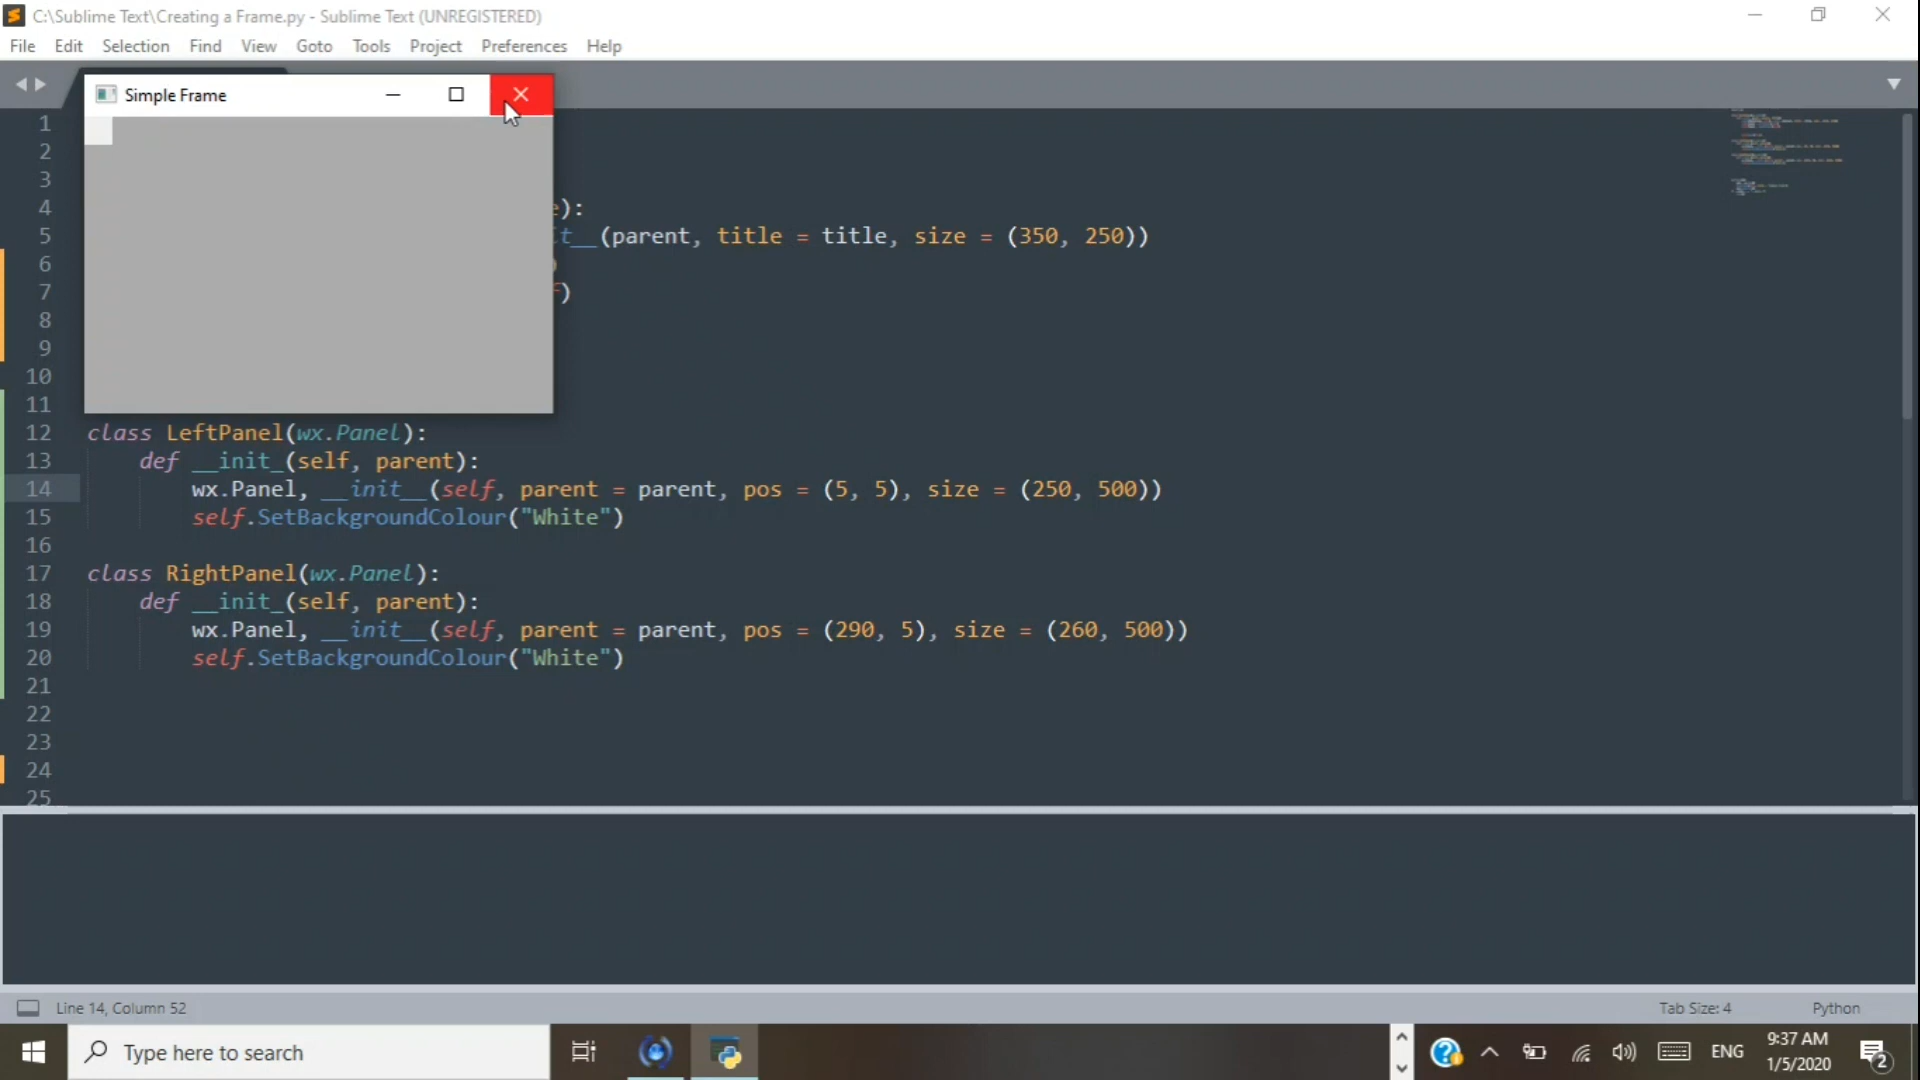 C:\Sublime Text\Creating a Frame.py - Sublime Text (UNREGISTERED)
File Edit Selection Find View Goto Tools Project Preferences Help
Simple Frame
1
2
3
4 ):
5 t__(parent, title = title, size = (350, 250))
6 )
7 )
8
9
10
11
12 class LeftPanel(wx.Panel):
13 def __init_(self, parent):
14 wx.Panel, __init__(self, parent = parent, pos = (5, 5), size = (250, 500))
15 self.SetBackgroundColour("White")
16
17 class RightPanel(wx.Panel):
18 def __init_(self, parent):
19 wx.Panel, __init__(self, parent = parent, pos = (290, 5), size = (260, 500))
20 self.SetBackgroundColour("White")
21
22
23
24
25
Line 14, Column 52 Tab Size: 4 Python
Type here to search ENG 9:37 AM
1/5/2020 2